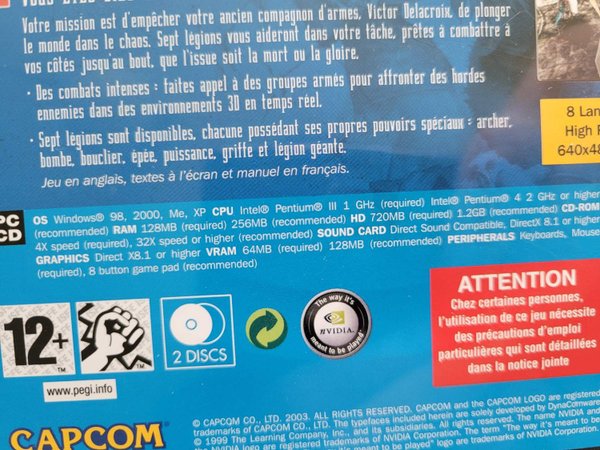 Votre mission est d'empêcher votre ancien compagnon d'armes, Victor Delacroix, de plonger
le monde dans le chaos. Sept légions vous aideront dans votre tâche, prêtes à combattre à
vos côtés jusqu'au bout, que l'issue soit la mort ou la gloire.
· Des combats intenses : faites appel à des groupes armés pour affronter des hordes
ennemies dans des environnements 3D en temps réel.
· Sept légions sont disponibles, chacune possédant ses propres pouvoirs spéciaux : archer,
bombe, bouclier, épée, puissance, griffe et légion géante.
Jeu en anglais, textes à l'écran et manuel en français.
8 Lan
High
640x48
PC
CD
OS Windows® 98, 2000, Me, XP CPU Intel® Pentium® III 1 GHz (required) Intel® Pentium® 4 2 GHz or higher
(recommended) RAM 128MB (required) 256MB (recommended) HD 720MB (required) 1.2GB (recommended) CD-ROM
4X speed (required), 32X speed or higher (recommended) SOUND CARD Direct Sound Compatible, DirectX 8.1 or higher
GRAPHICS Direct X8.1 or higher VRAM 64MB (required) 128MB (recommended) PERIPHERALS Keyboards, Mouse
(required), 8 button game pad (recommended)
12+
www.pegi.info
2 DISCS
The way it's
NVIDIA.
meant to be played
ATTENTION
Chez certaines personnes,
l'utilisation de ce jeu nécessite
des précautions d'emploi
particulières qui sont détaillées
dans la notice jointe
CAPCOM
© CAPCOM CO., LTD. 2003. ALL RIGHTS RESERVED. CAPCOM and the CAPCOM LOGO are registered
trademarks of CAPCOM CO., LTD. The typefaces included herein are solely developed by DynaComware
© 1999 The Learning Company, Inc., and its subsidiaries. All rights reserved. The name NVIDIA and
logo are trademarks of NVIDIA Corporation. The term "The way it's meant to be
played" logo are trademarks of NVIDIA Corporation.